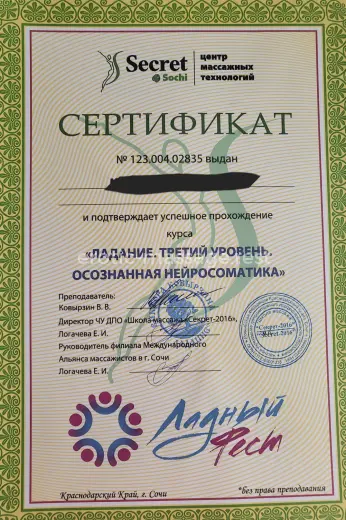 Secret
Sochi
центр
массажных
технологий
СЕРТИФИКАТ
№ 123.004.02835 выдан
и подтверждает успешное прохождение
курса
«ЛАДАНИЕ. ТРЕТИЙ УРОВЕНЬ.
ОСОЗНАННАЯ НЕЙРОСОМАТИКА»
Преподаватель:
Ковырзин В. В.
Директор ЧУ ДПО «Школа массажа «Секрет-2016»,
Логачева Е. И.
Руководитель филиала Международного
Альянса массажистов в г. Сочи
Логачева Е. И.
"Секрет-2016"
Ладный
Фест
Краснодарский Край, г. Сочи
*без права преподавания